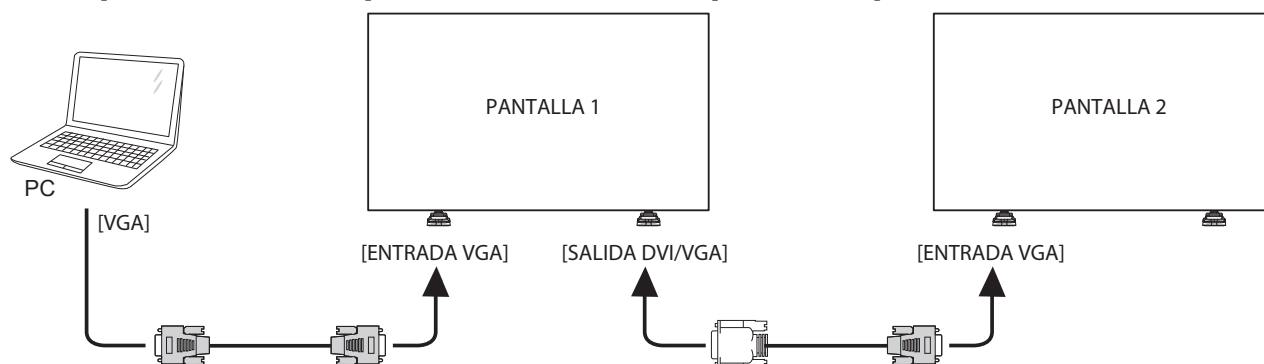 PANTALLA 1
PANTALLA 2
PC
[VGA]
[ENTRADA VGA]
[SALIDA DVI/VGA]
[ENTRADA VGA]